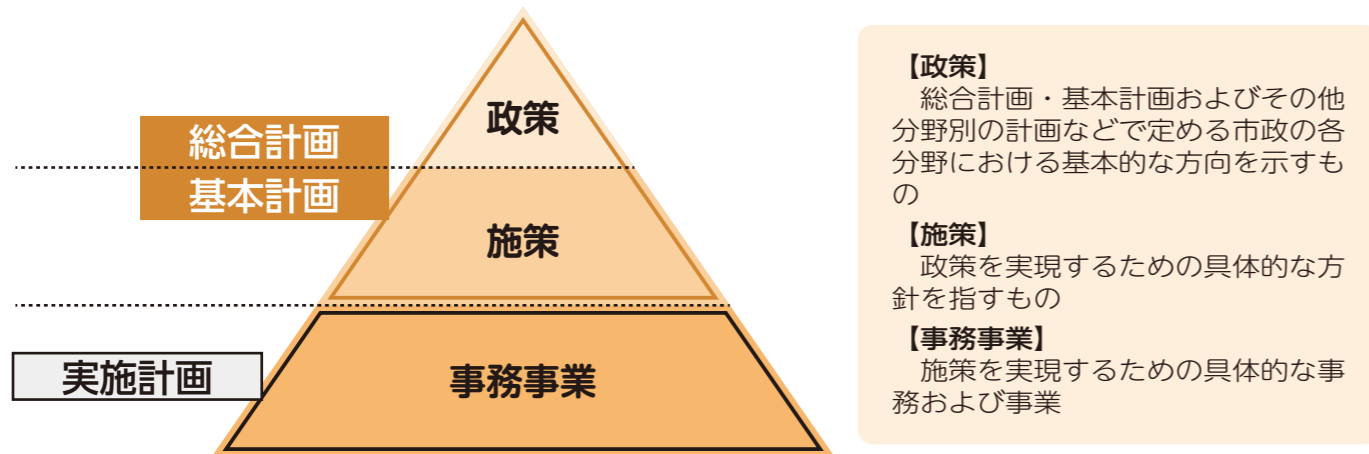 政策
総合計画
基本計画
施策
実施計画
事務事業
【政策】
総合計画・基本計画およびその他
分野別の計画などで定める市政の各
分野における基本的な方向を示すも
の
【施策】
政策を実現するための具体的な方
針を指すもの
【事務事業】
施策を実現するための具体的な事
務および事業